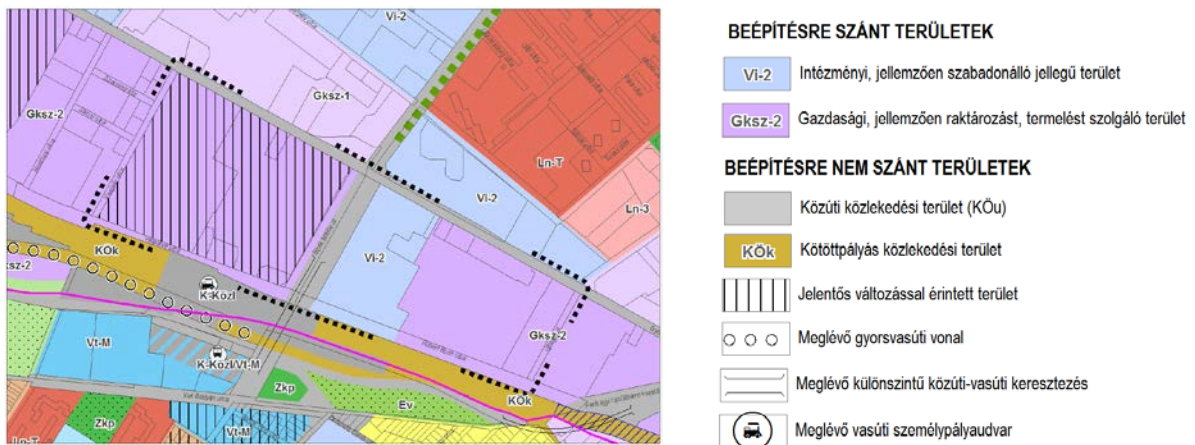 Vi-2
Gksz-1
Gksz-2
Ln-T
Vi-2
Ln-3
KÖk
Vi-2
ksz-2
K-Közl
Gksz-2
Vt-M
K-Közl/Vt-M
Zkp
KÖk
Ev
Zkp
Vt-M
Ln-T
BEÉPÍTÉSRE SZÁNT TERÜLETEK
Vi-2 Intézményi, jellemzően szabadonálló jellegű terület
Gksz-2 Gazdasági, jellemzően raktározást, termelést szolgáló terület
BEÉPÍTÉSRE NEM SZÁNT TERÜLETEK
Közúti közlekedési terület (KÖu)
KÖk Kötöttpályás közlekedési terület
Jelentős változással érintett terület
Meglévő gyorsvasúti vonal
Meglévő különszintű közúti-vasúti keresztezés
Meglévő vasúti személypályaudvar